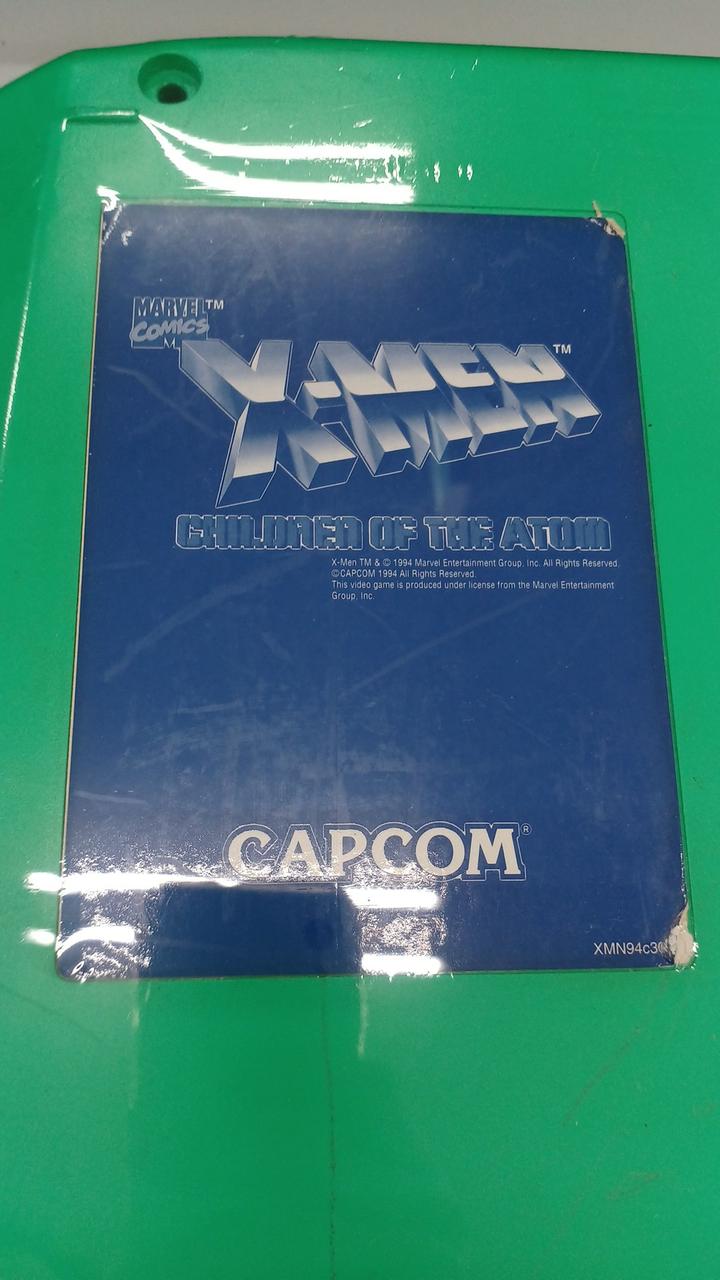 MARVEL™
COMICS
X-MEN™
CHILDREN OF THE ATOM
X-Men TM & © 1994 Marvel Entertainment Group, Inc. All Rights Reserved.
©CAPCOM 1994 All Rights Reserved.
This video game is produced under license from the Marvel Entertainment
Group, Inc.
CAPCOM®